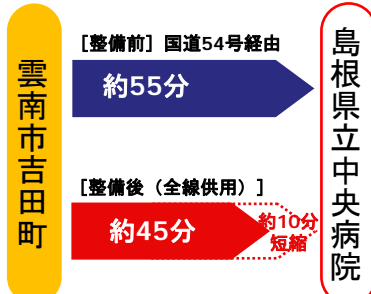 雲南市吉田町
［整備前］国道54号経由
約55分
［整備後（全線供用）］
約45分
約10分
短縮
島根県立中央病院